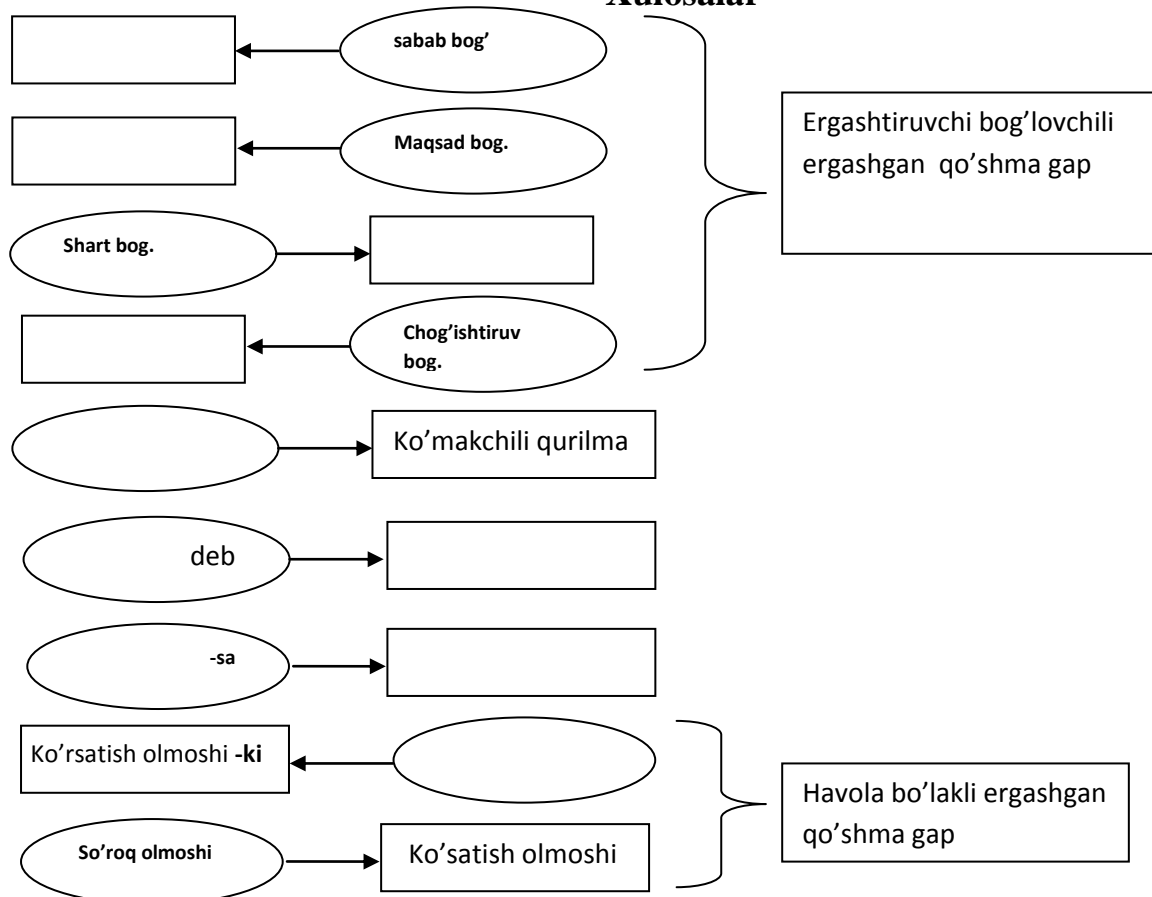 Xulosalar
sabab bog’
Maqsad bog.
Shart bog.
Chog’ishtiruv
bog.
Ergashtiruvchi bog’lovchili
ergashgan qo’shma gap
Ko’makchili qurilma
deb
-sa
Ko’rsatish olmoshi -ki
So’roq olmoshi
Ko’satish olmoshi
Havola bo’lakli ergashgan
qo’shma gap